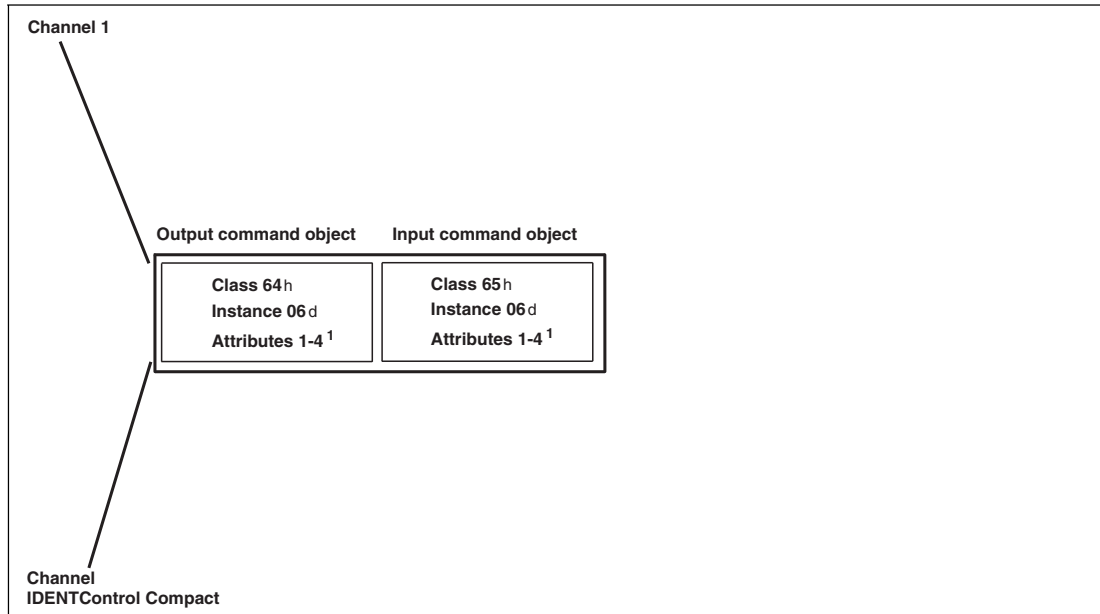 Channel 1
Output command object Input command object
Class 64h Class 65h
Instance 06d Instance 06d
Attributes 1-4 1 Attributes 1-4 1
Channel
IDENTControl Compact